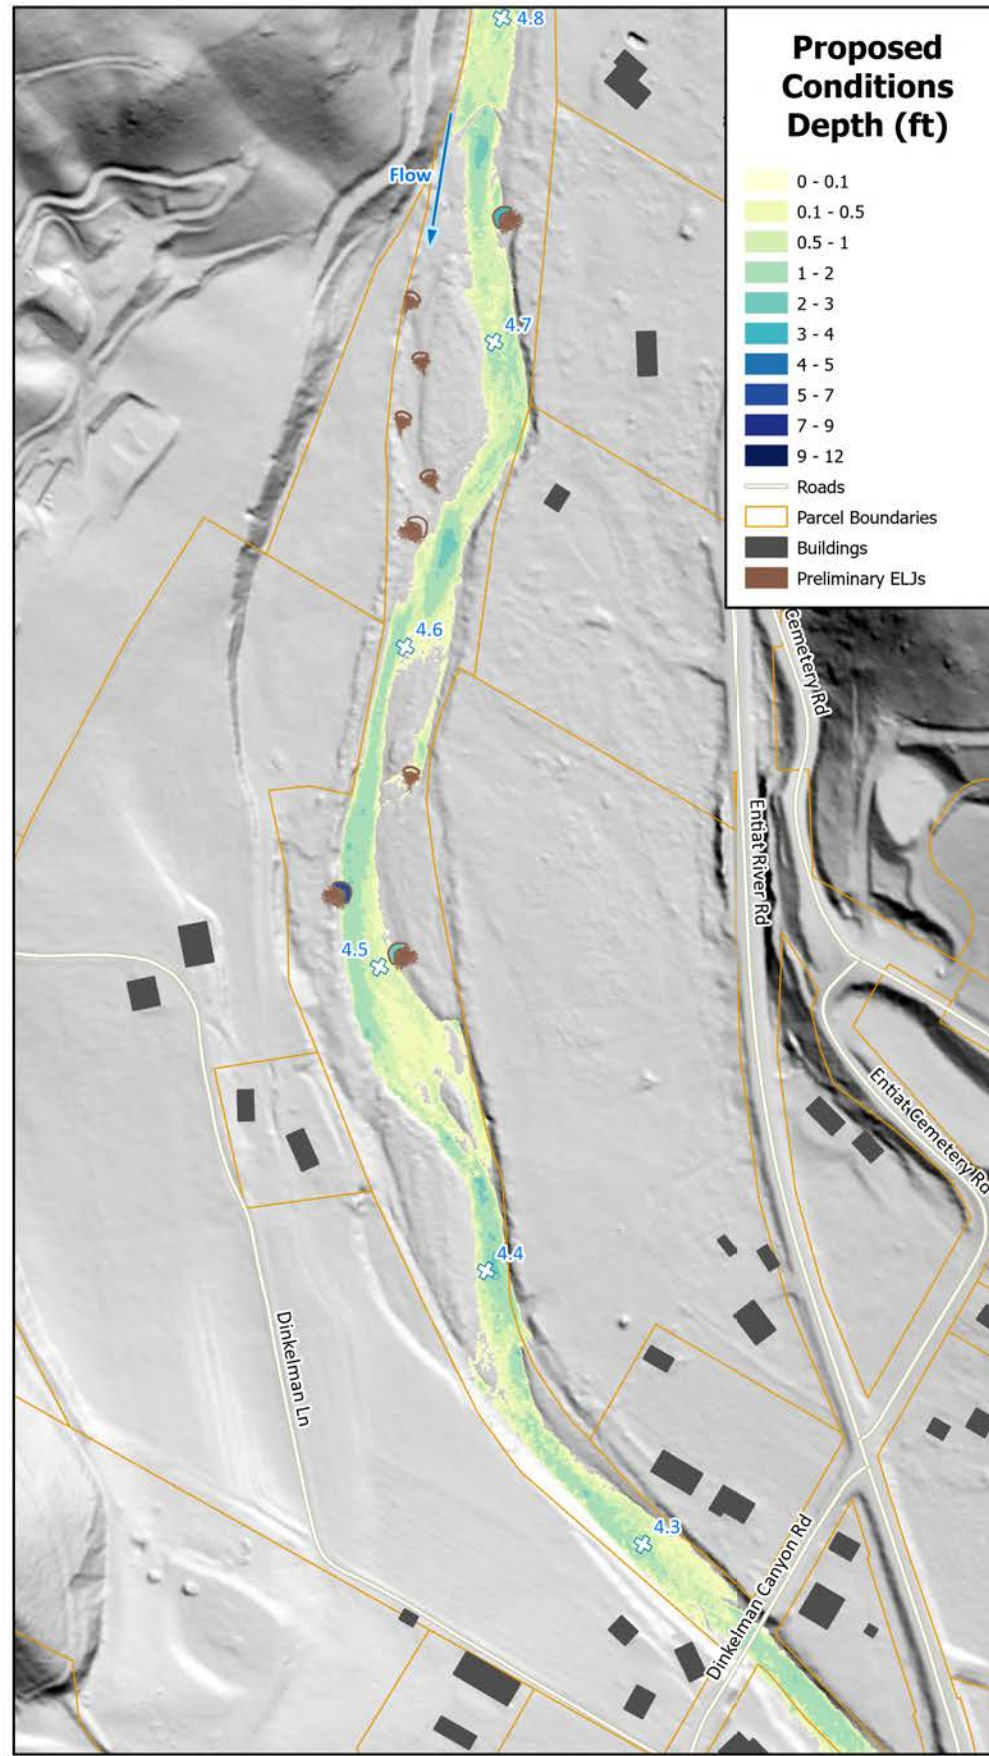 4.8
Proposed
Conditions
Depth (ft)
Flow
0 - 0.1
0.1 - 0.5
0.5 - 1
1 - 2
2 - 3
3 - 4
4 - 5
5 - 7
7 - 9
9 - 12
Roads
Parcel Boundaries
Buildings
Preliminary ELJs
4.7
4.6
Cemetery Rd
Entiat River Rd
4.5
Entiat Cemetery Rd
4.4
Dinkelman Ln
4.3
Dinkelman Canyon Rd